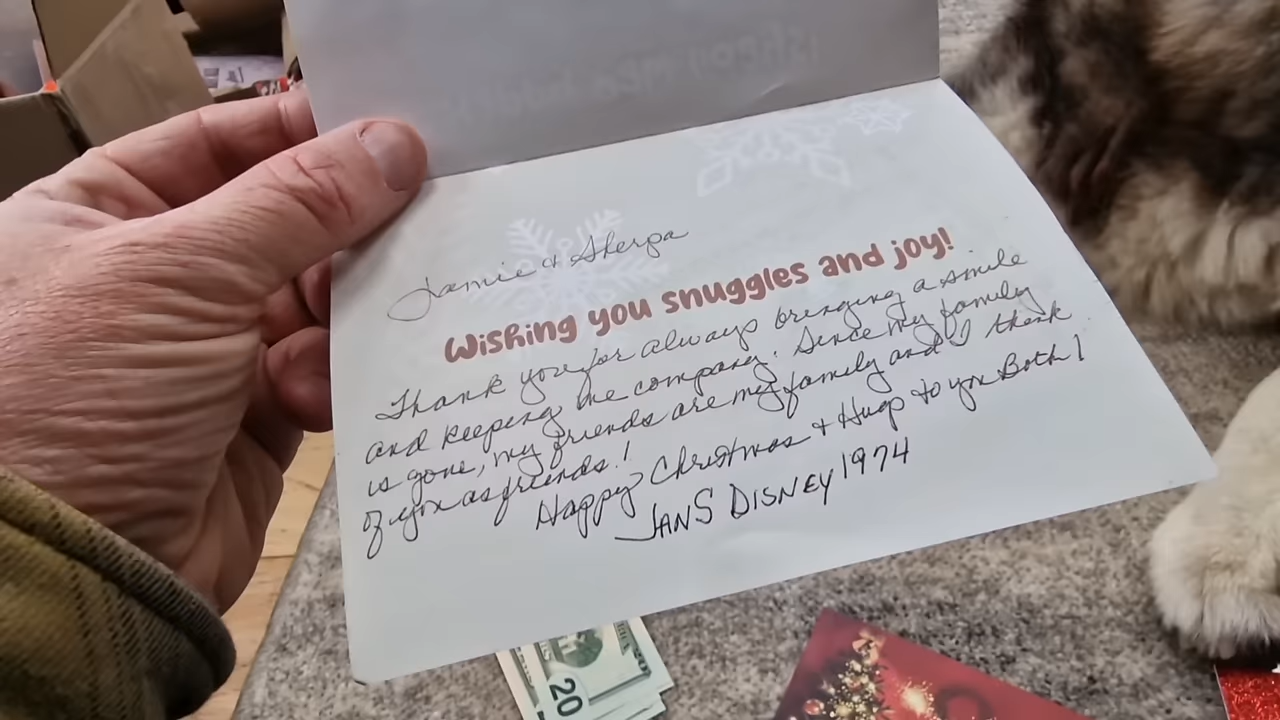 Jamie & Sherpa
Wishing you snuggles and joy!
Thank you for always bringing a smile
and keeping me company. Since my family
is gone, my friends are my family and I think
of you as friends!
Happy Christmas + Hugs to you Both!
JAN S DISNEY 1974
20